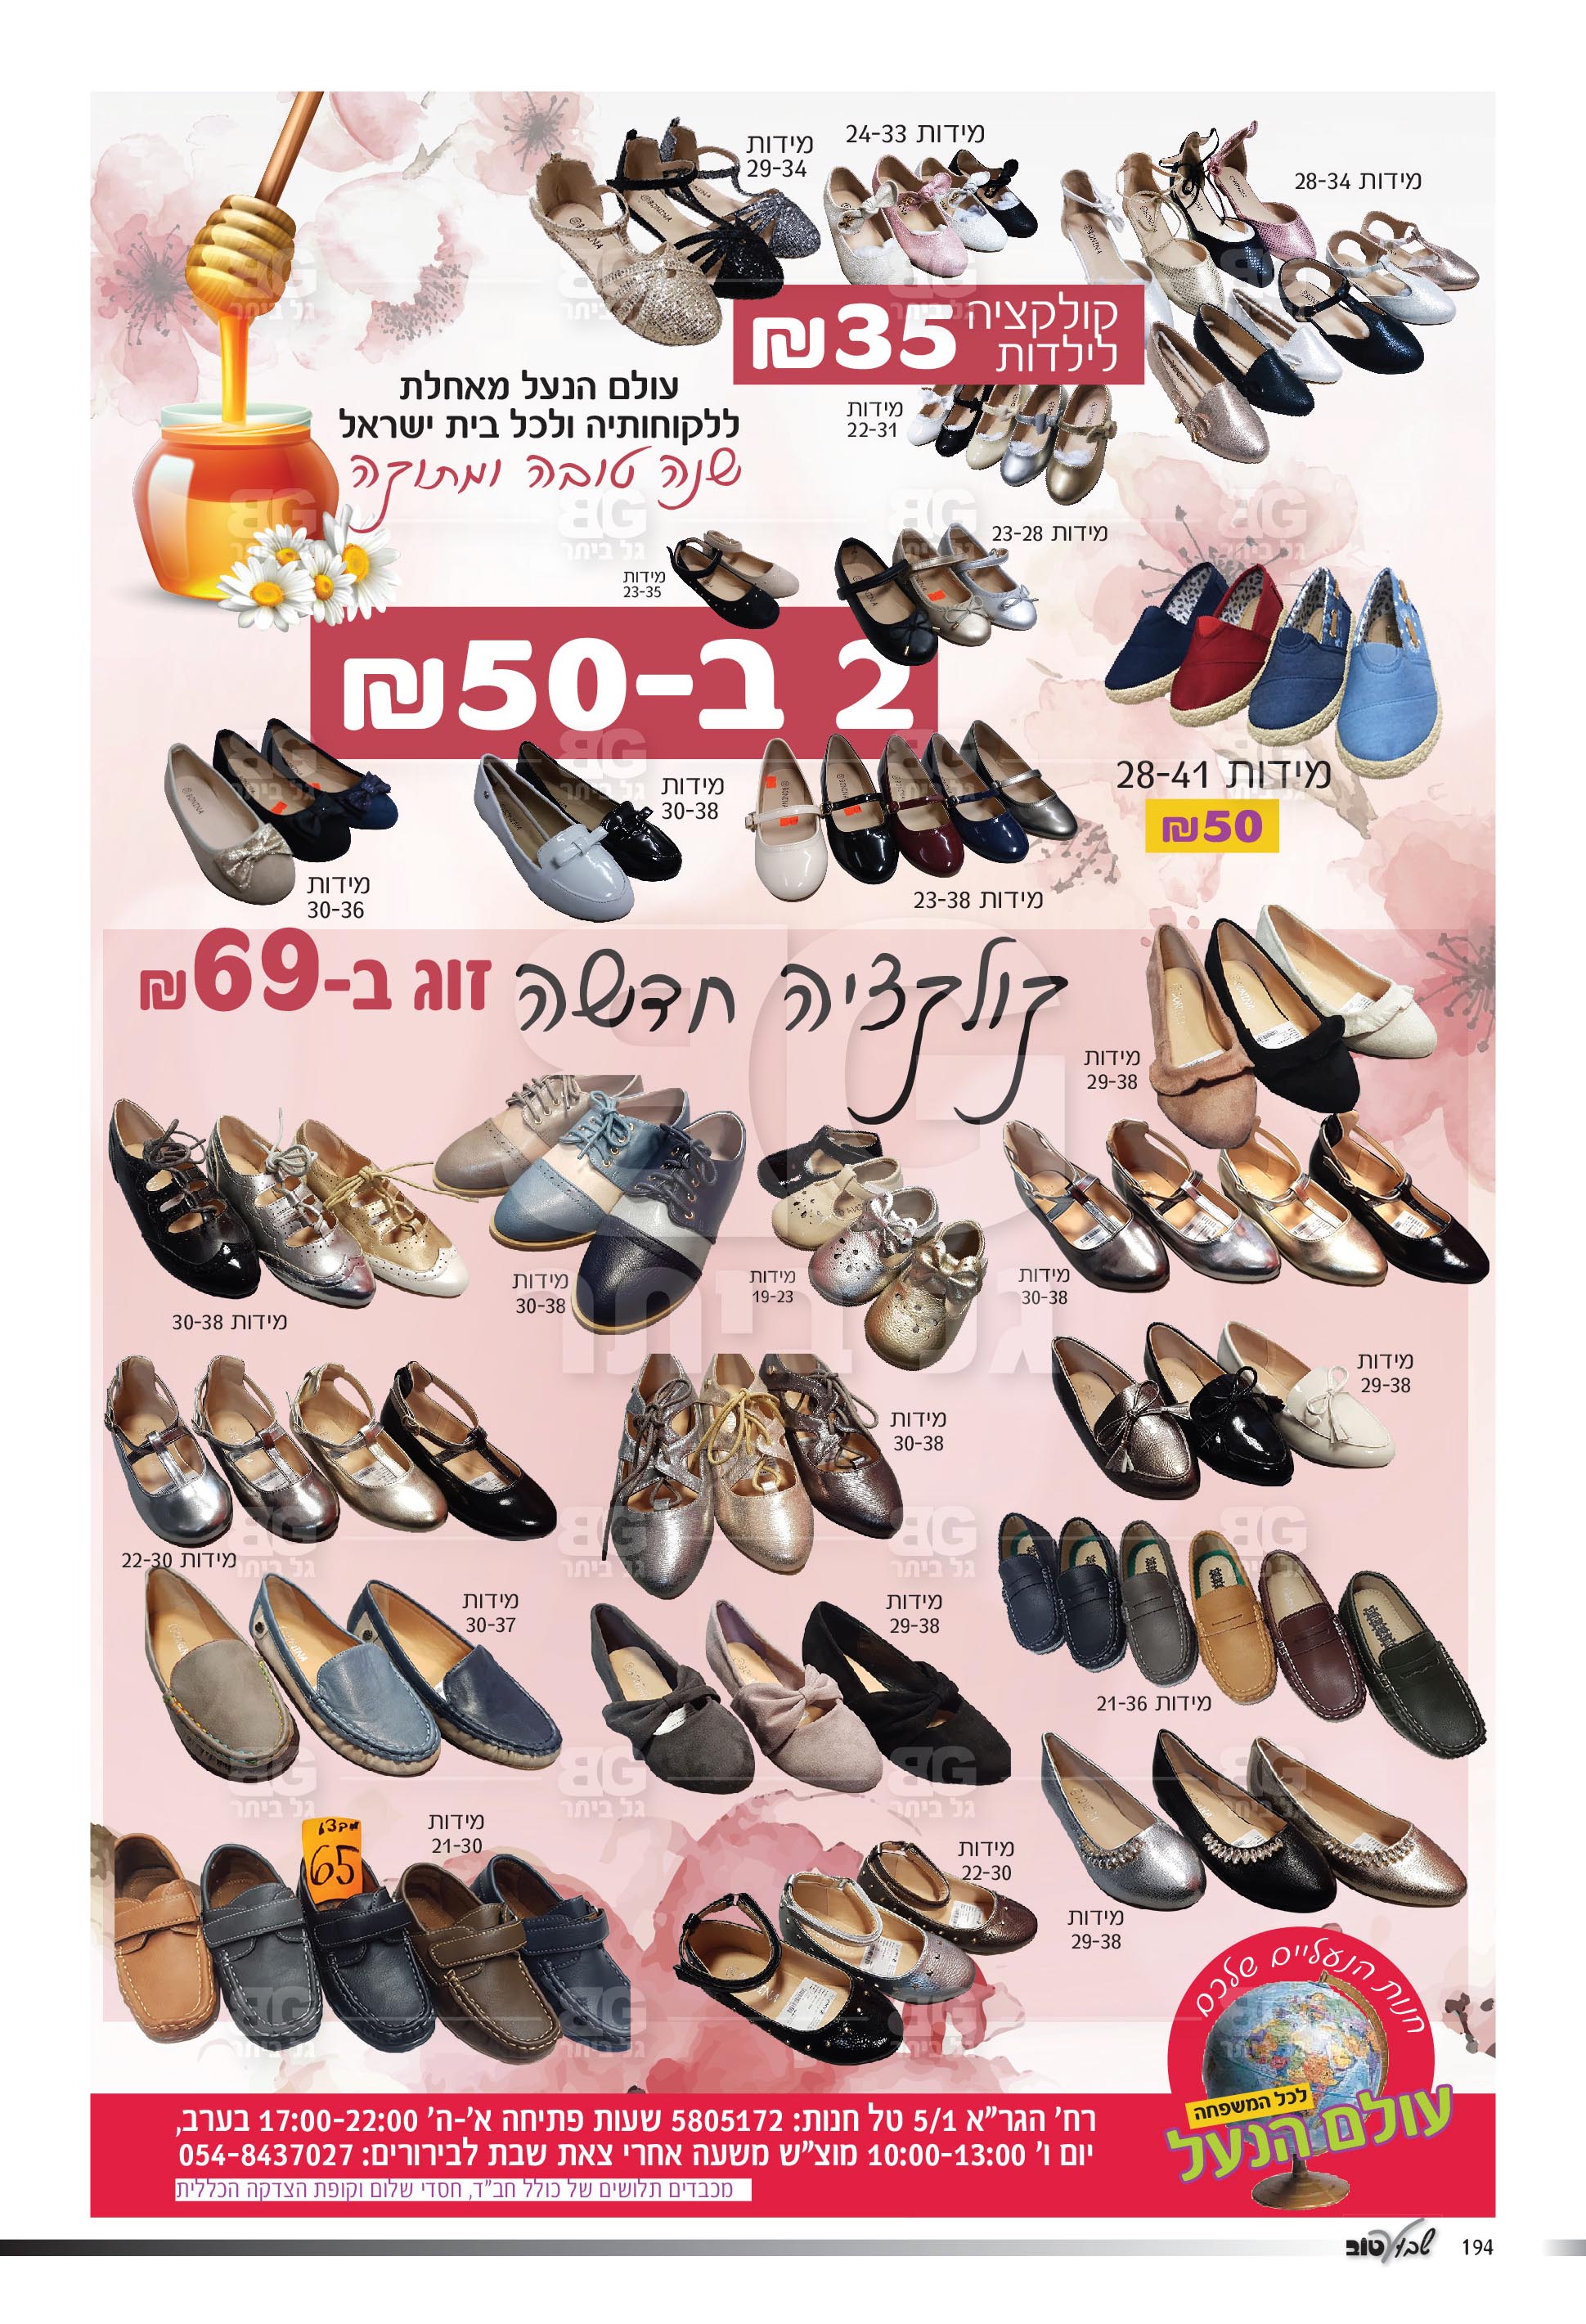 מידות
29-34
מידות 24-33
מידות 28-34
קולקציה
לילדות
₪35
עולם הנעל מאחלת
ללקוחותיה ולכל בית ישראל
שנה טובה ומתוקה
מידות
22-31
מידות 23-28
מידות
23-35
2 ב-₪50
מידות 28-41
₪50
מידות
30-38
מידות 23-38
מידות
30-36
קולקציה חדשה
זוג ב-₪69
מידות
29-38
מידות 30-38
מידות
30-38
מידות
19-23
מידות
30-38
מידות
29-38
מידות
30-38
מידות 22-30
מידות
30-37
מידות
29-38
מידות 21-36
מידות
21-30
65
מידות
22-30
מידות
29-38
חנות הנעליים שלכם
לכל המשפחה
עולם הנעל
רח' הגר"א 5/1 טל חנות: 5805172 שעות פתיחה א'-ה' 17:00-22:00 בערב,
יום ו' 10:00-13:00 מוצ"ש משעה אחרי צאת שבת לבירורים: 054-8437027
מכבדים תלושים של כולל חב"ד, חסדי שלום וקופת הצדקה הכללית
194
שבוע טוב
BG
גל ביתר